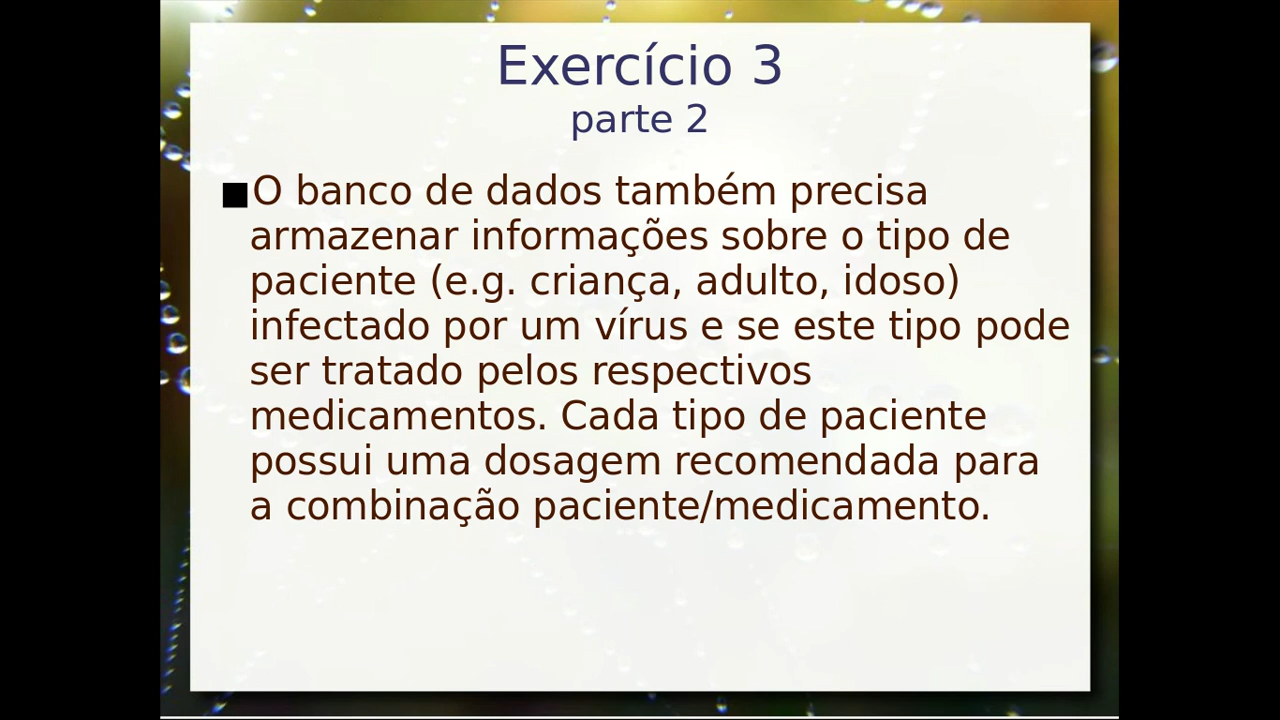 Exercício 3
parte 2
■O banco de dados também precisa
armazenar informações sobre o tipo de
paciente (e.g. criança, adulto, idoso)
infectado por um vírus e se este tipo pode
ser tratado pelos respectivos
medicamentos. Cada tipo de paciente
possui uma dosagem recomendada para
a combinação paciente/medicamento.